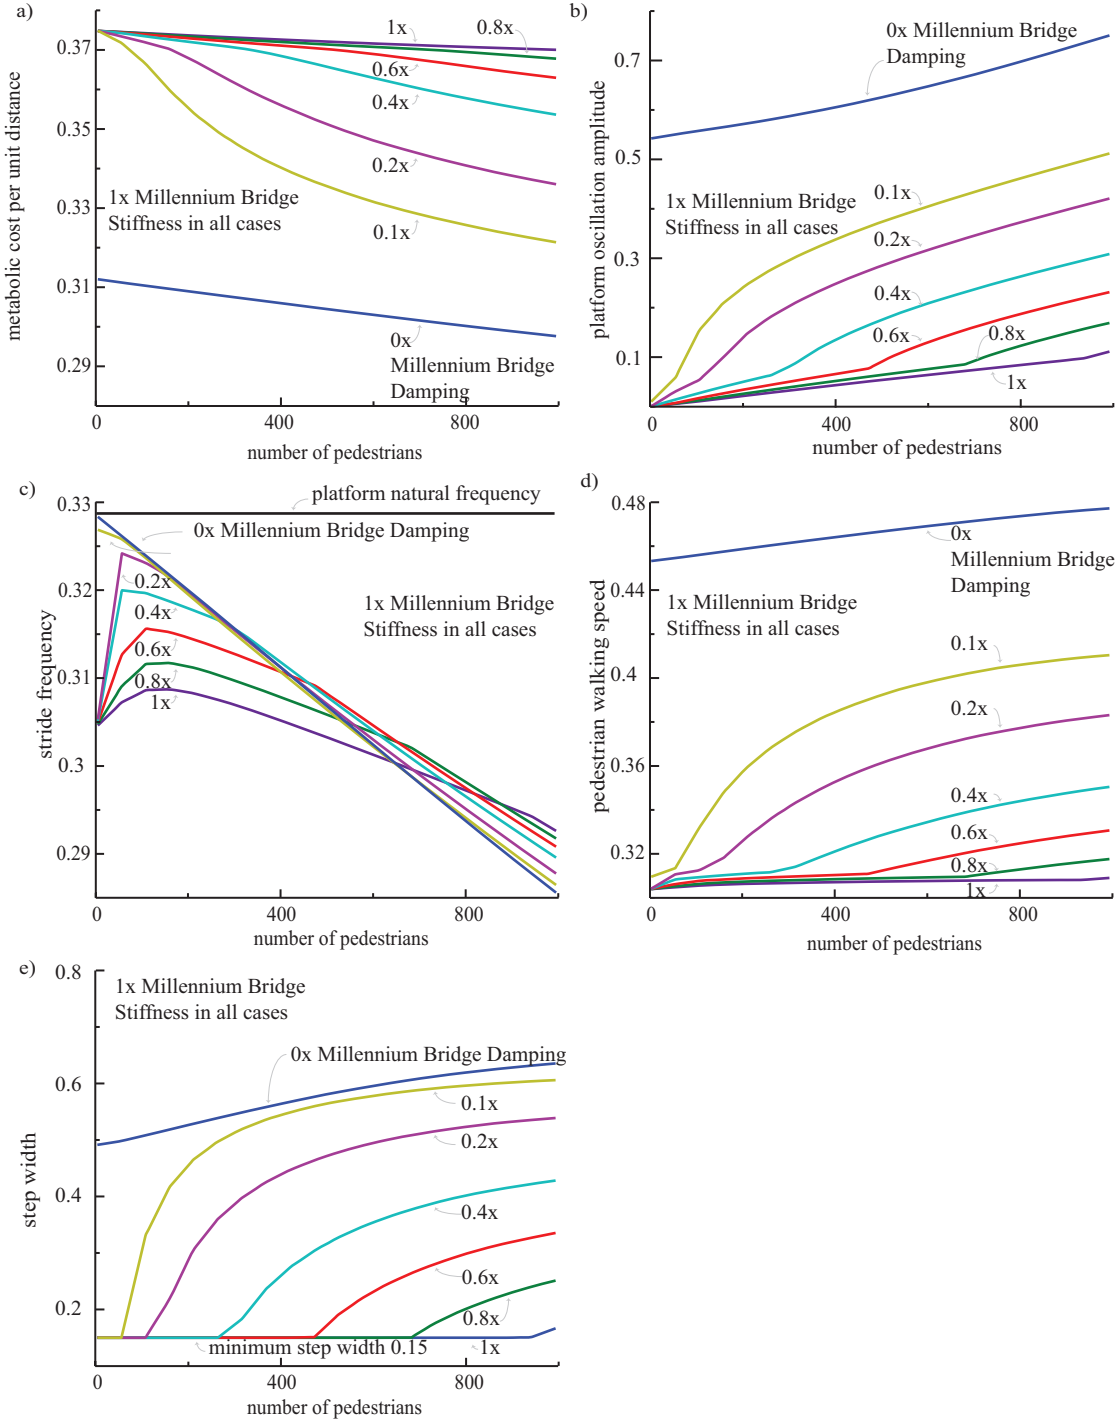 a)
metabolic cost per unit distance
0.37
0.35
0.33
0.31
0.29
1x
0.8x
0.6x
0.4x
0.2x
0.1x
1x Millennium Bridge
Stiffness in all cases
0x
Millennium Bridge
Damping
0
400
800
number of pedestrians
b)
platform oscillation amplitude
0.7
0.5
0.3
0.1
0x Millennium Bridge
Damping
1x Millennium Bridge
Stiffness in all cases
0.1x
0.2x
0.4x
0.6x
0.8x
1x
0
400
800
number of pedestrians
c)
stride frequency
0.33
0.32
0.31
0.3
0.29
platform natural frequency
0x Millennium Bridge Damping
0.2x
0.4x
0.6x
0.8x
1x
1x Millennium Bridge
Stiffness in all cases
0
400
800
number of pedestrians
d)
pedestrian walking speed
0.48
0.44
0.4
0.36
0.32
0x
Millennium Bridge
Damping
1x Millennium Bridge
Stiffness in all cases
0.1x
0.2x
0.4x
0.6x
0.8x
1x
0
400
800
number of pedestrians
e)
step width
0.8
0.6
0.4
0.2
1x Millennium Bridge
Stiffness in all cases
0x Millennium Bridge Damping
0.1x
0.2x
0.4x
0.6x
0.8x
minimum step width 0.15
1x
0
400
800
number of pedestrians